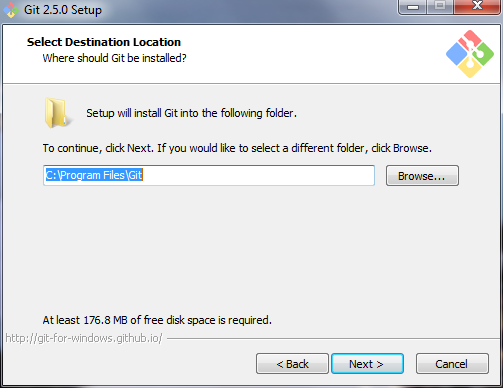 Git 2.5.0 Setup
Select Destination Location
Where should Git be installed?
Setup will install Git into the following folder.
To continue, click Next. If you would like to select a different folder, click Browse.
C:\Program Files\Git
Browse...
At least 176.8 MB of free disk space is required.
http://git-for-windows.github.io/
< Back
Next >
Cancel